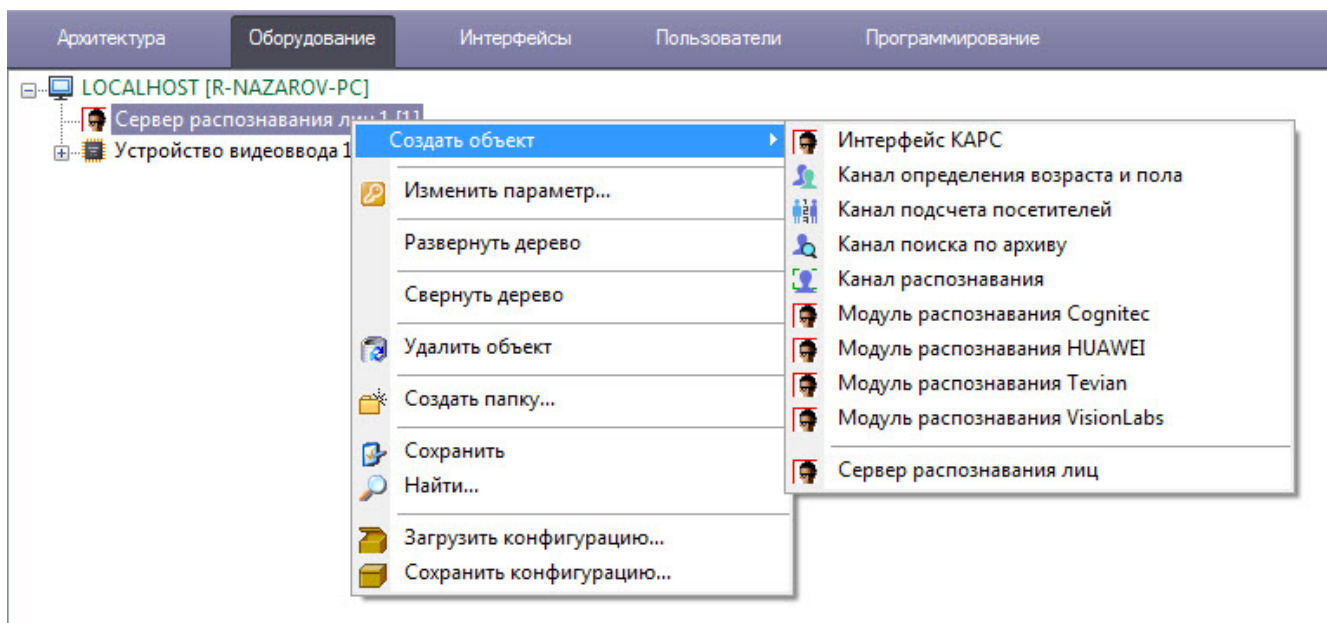 Архитектура Оборудование Интерфейсы Пользователи Программирование
LOCALHOST [R-NAZAROV-PC]
Сервер распознавания лиц 1 [1]
Устройство видеоввода 1
Создать объект
Изменить параметр...
Развернуть дерево
Свернуть дерево
Удалить объект
Создать папку...
Сохранить
Найти...
Загрузить конфигурацию...
Сохранить конфигурацию...
Интерфейс КАРС
Канал определения возраста и пола
Канал подсчета посетителей
Канал поиска по архиву
Канал распознавания
Модуль распознавания Cognitec
Модуль распознавания HUAWEI
Модуль распознавания Tevian
Модуль распознавания VisionLabs
Сервер распознавания лиц